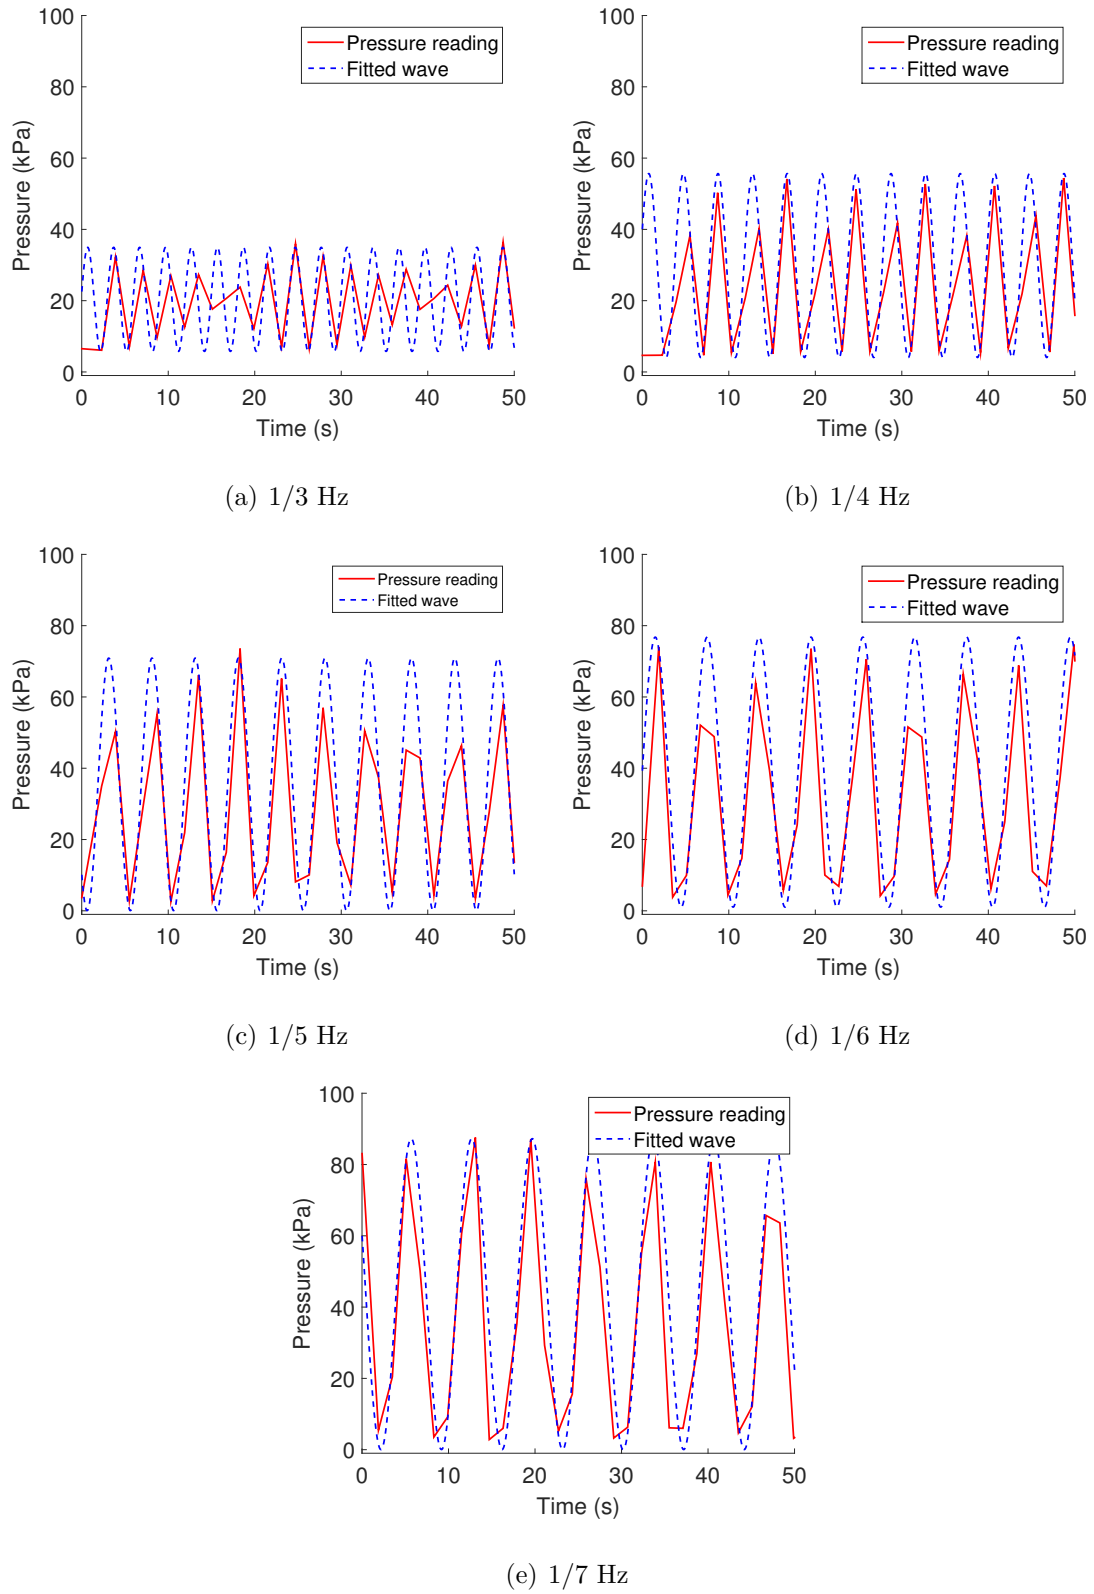 100
80
60
40
20
0
Pressure (kPa)
Pressure reading
Fitted wave
0 10 20 30 40 50
Time (s)
(a) 1/3 Hz
100
80
60
40
20
0
Pressure (kPa)
Pressure reading
Fitted wave
0 10 20 30 40 50
Time (s)
(b) 1/4 Hz
100
80
60
40
20
0
Pressure (kPa)
Pressure reading
Fitted wave
0 10 20 30 40 50
Time (s)
(c) 1/5 Hz
100
80
60
40
20
0
Pressure (kPa)
Pressure reading
Fitted wave
0 10 20 30 40 50
Time (s)
(d) 1/6 Hz
100
80
60
40
20
0
Pressure (kPa)
Pressure reading
Fitted wave
0 10 20 30 40 50
Time (s)
(e) 1/7 Hz